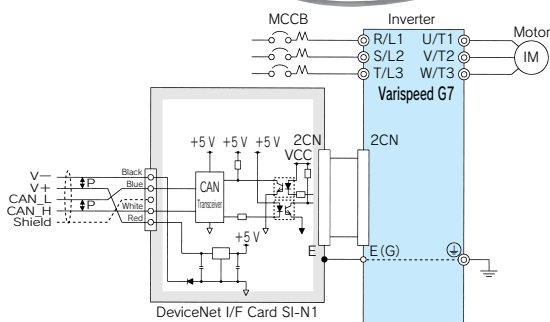 MCCB
Inverter
Motor
R/L1 U/T1
S/L2 V/T2
T/L3 W/T3
IM
Varispeed G7
+5 V +5 V +5 V
2CN
2CN
VCC
V−
V+
CAN_L
CAN_H
Shield
P
P
Black
Blue
White
Red
CAN
Transceiver
+5 V
E
E(G)
DeviceNet I/F Card SI-N1